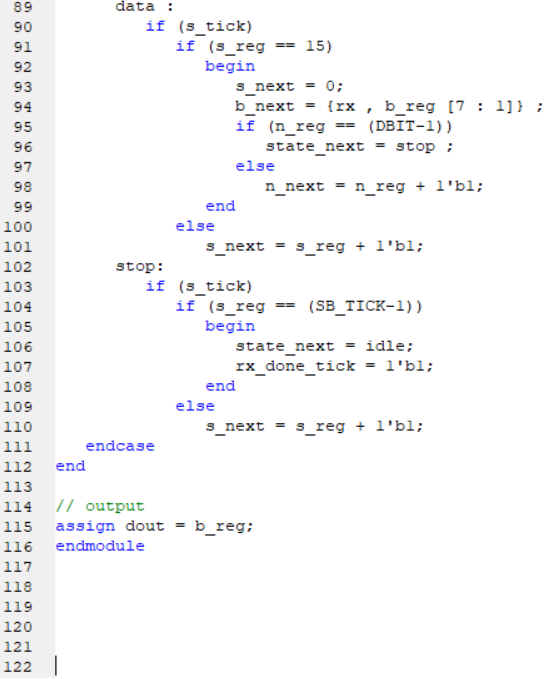 89 data :
90 if (s_tick)
91 if (s_reg == 15)
92 begin
93 s_next = 0;
94 b_next = {rx , b_reg [7 : 1]} ;
95 if (n_reg == (DBIT-1))
96 state_next = stop ;
97 else
98 n_next = n_reg + 1'b1;
99 end
100 else
101 s_next = s_reg + 1'b1;
102 stop:
103 if (s_tick)
104 if (s_reg == (SB_TICK-1))
105 begin
106 state_next = idle;
107 rx_done_tick = 1'b1;
108 end
109 else
110 s_next = s_reg + 1'b1;
111 endcase
112 end
113
114 // output
115 assign dout = b_reg;
116 endmodule
117
118
119
120
121
122